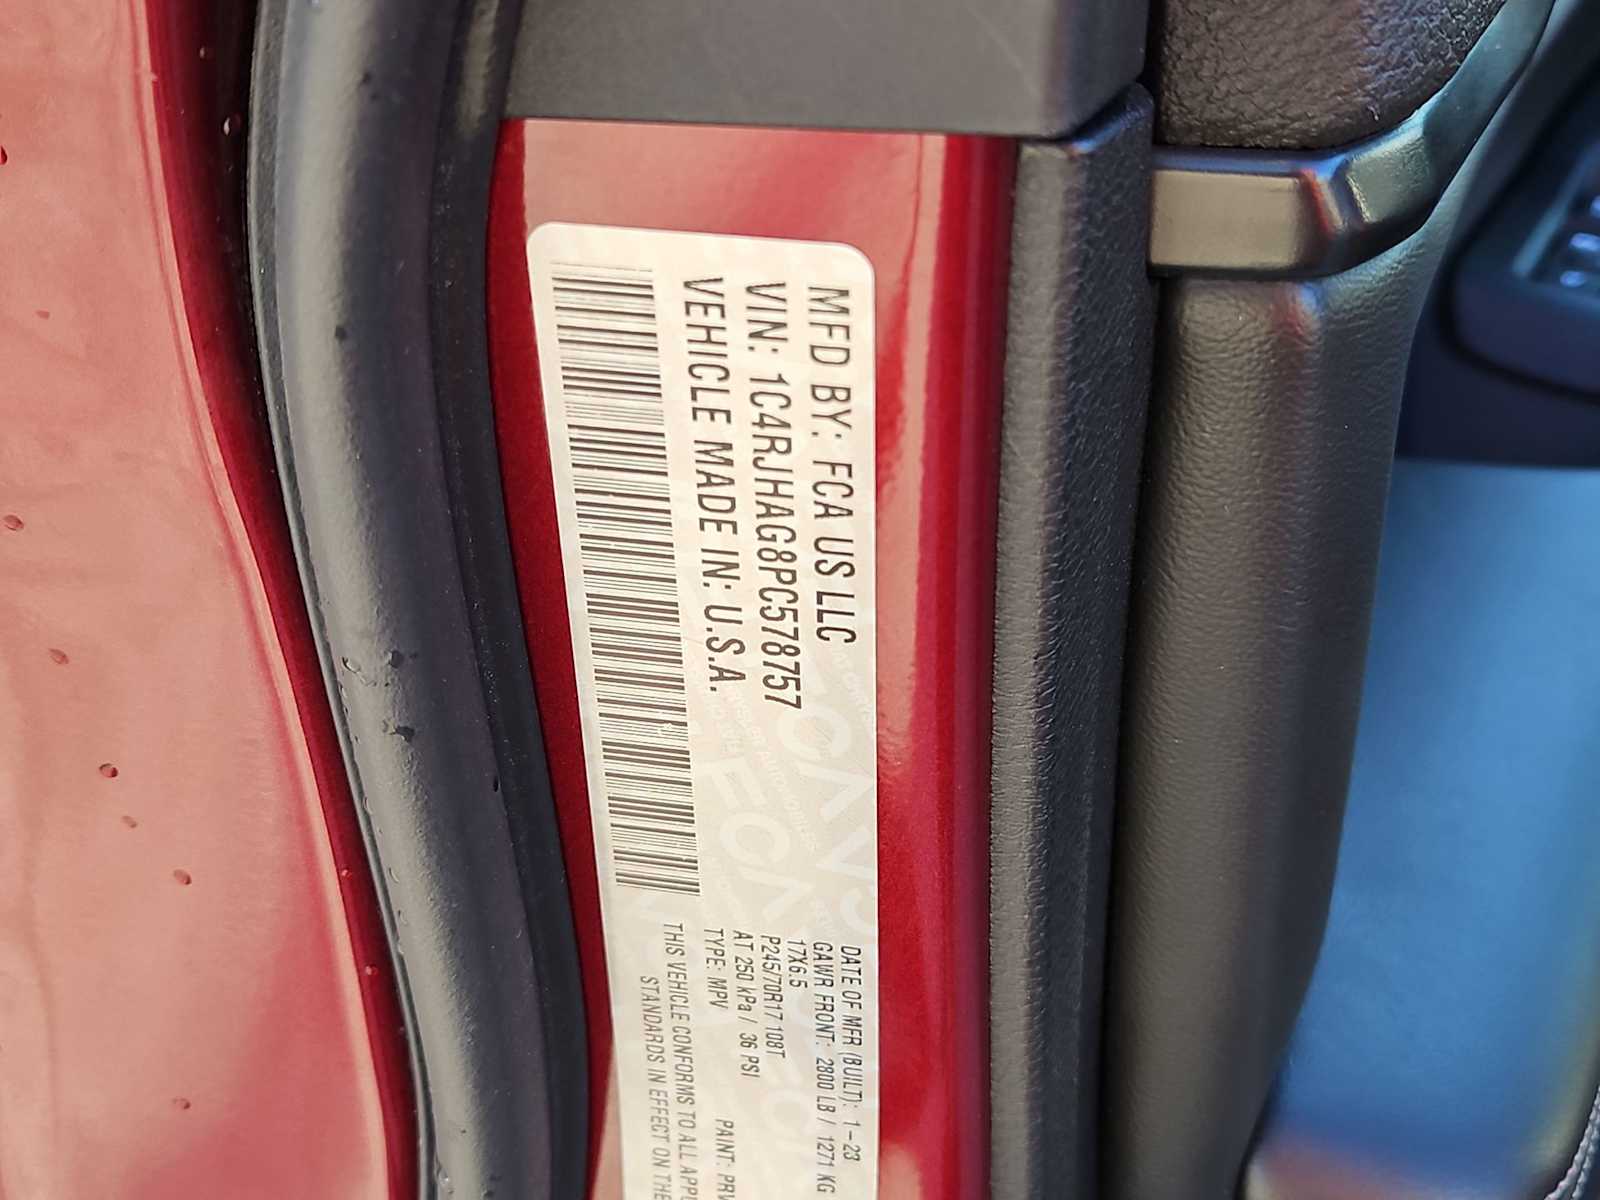 MFD BY: FCA US LLC
VIN: 1C4RJHAG8PC578757
VEHICLE MADE IN: U.S.A.
DATE OF MFR (BUILT): 1-23
GAWR FRONT: 2800 LB / 1271 KG
17X6.5
P245/70R17 108T
AT 250 kPa / 36 PSI
TYPE: MPV
PAINT: PRV
THIS VEHICLE CONFORMS TO ALL APPL
STANDARDS IN EFFECT ON THE